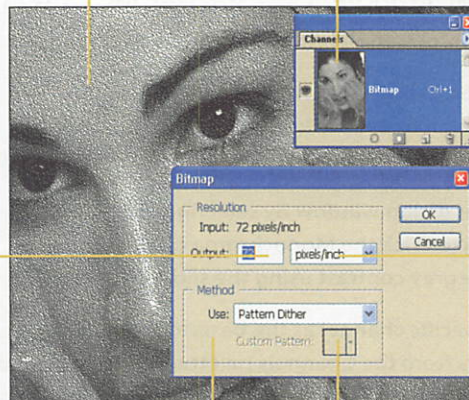 Channels
Bitmap Ctrl+1
Bitmap
Resolution
Input: 72 pixels/inch
Output: 72 pixels/inch
OK
Cancel
Method
Use: Pattern Dither
Custom Pattern: